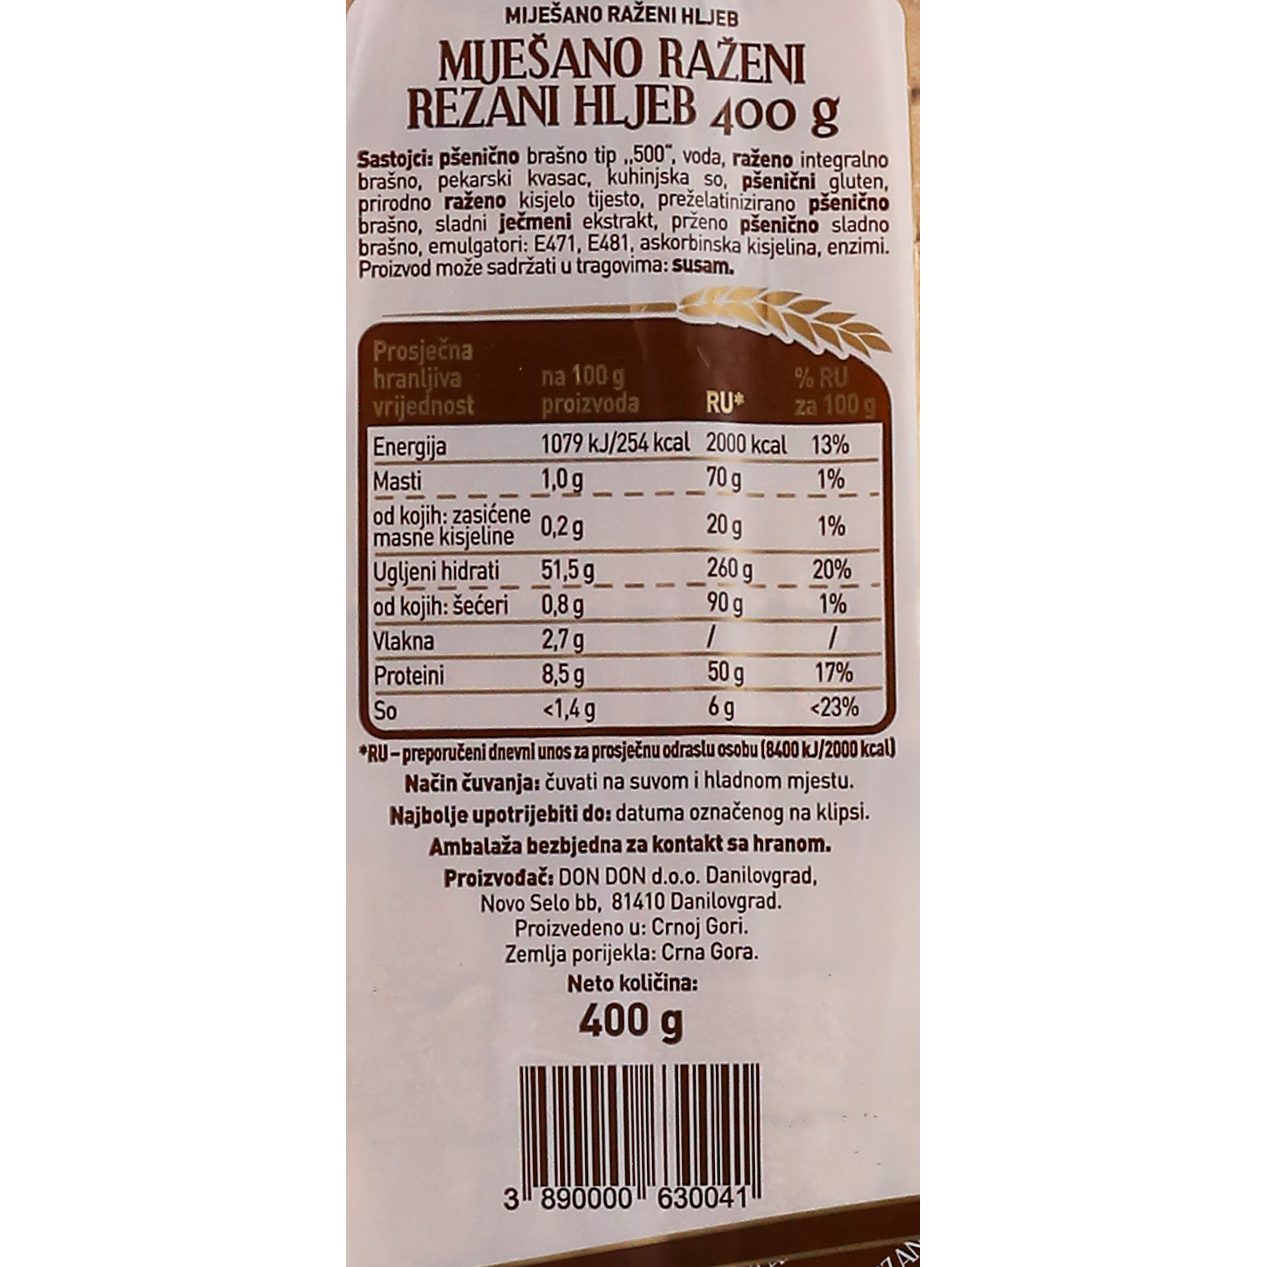 MIJEŠANO RAŽENI HLJEB
MIJEŠANO RAŽENI
REZANI HLJEB 400 g
Sastojci: pšenično brašno tip „500“, voda, raženo integralno
brašno, pekarski kvasac, kuhinjska so, pšenični gluten,
prirodno raženo kisjelo tijesto, preželatinizirano pšenično
brašno, sladni ječmeni ekstrakt, prženo pšenično sladno
brašno, emulgatori: E471, E481, askorbinska kisjelina, enzimi.
Proizvod može sadržati u tragovima: susam.
Prosječna
hranljiva
vrijednost
na 100 g
proizvoda
RU*
% RU
za 100 g
Energija 1079 kJ/254 kcal 2000 kcal 13%
Masti 1,0 g 70 g 1%
od kojih: zasićene
masne kisjeline 0,2 g 20 g 1%
Ugljeni hidrati 51,5 g 260 g 20%
od kojih: šećeri 0,8 g 90 g 1%
Vlakna 2,7 g / /
Proteini 8,5 g 50 g 17%
So <1,4 g 6 g <23%
*RU – preporučeni dnevni unos za prosječnu odraslu osobu (8400 kJ/2000 kcal)
Način čuvanja: čuvati na suvom i hladnom mjestu.
Najbolje upotrijebiti do: datuma označenog na klipsi.
Ambalaža bezbjedna za kontakt sa hranom.
Proizvođač: DON DON d.o.o. Danilovgrad,
Novo Selo bb, 81410 Danilovgrad.
Proizvedeno u: Crnoj Gori.
Zemlja porijekla: Crna Gora.
Neto količina:
400 g
3 890000 630041